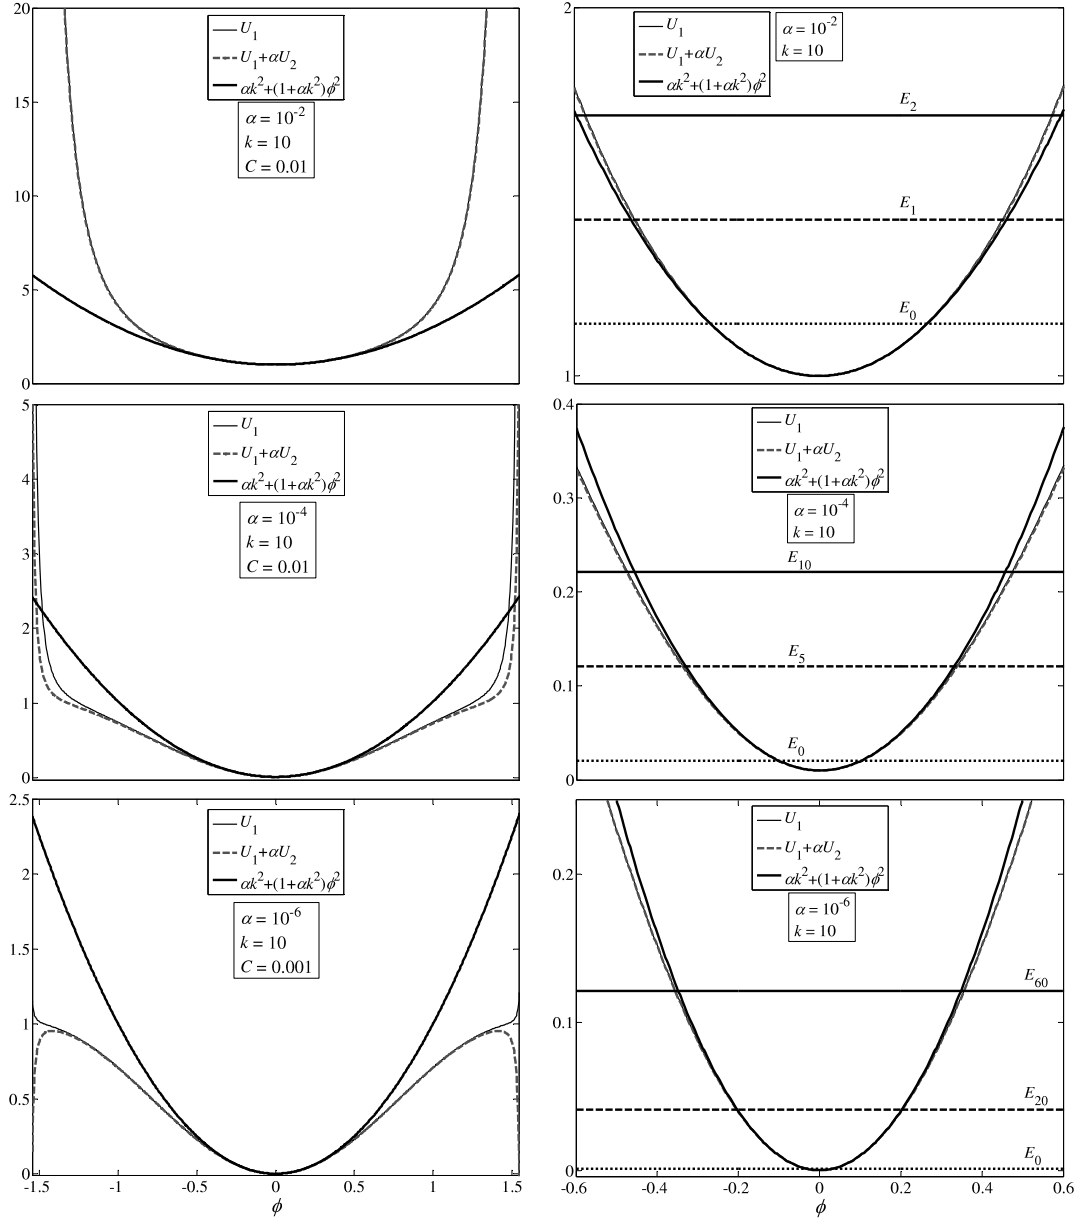 20
15
10
5
0
U1
U1+αU2
αk²+(1+αk²)ϕ²
α = 10⁻²
k = 10
C = 0.01
2
1
U1
U1+αU2
αk²+(1+αk²)ϕ²
α = 10⁻²
k = 10
E2
E1
E0
5
4
3
2
1
0
U1
U1+αU2
αk²+(1+αk²)ϕ²
α = 10⁻⁴
k = 10
C = 0.01
0.4
0.3
0.2
0.1
0
U1
U1+αU2
αk²+(1+αk²)ϕ²
α = 10⁻⁴
k = 10
E10
E5
E0
2.5
2
1.5
1
0.5
0
U1
U1+αU2
αk²+(1+αk²)ϕ²
α = 10⁻⁶
k = 10
C = 0.001
-1.5 -1 -0.5 0 0.5 1 1.5
ϕ
0.2
0.1
0
U1
U1+αU2
αk²+(1+αk²)ϕ²
α = 10⁻⁶
k = 10
E60
E20
E0
-0.6 -0.4 -0.2 0 0.2 0.4 0.6
ϕ